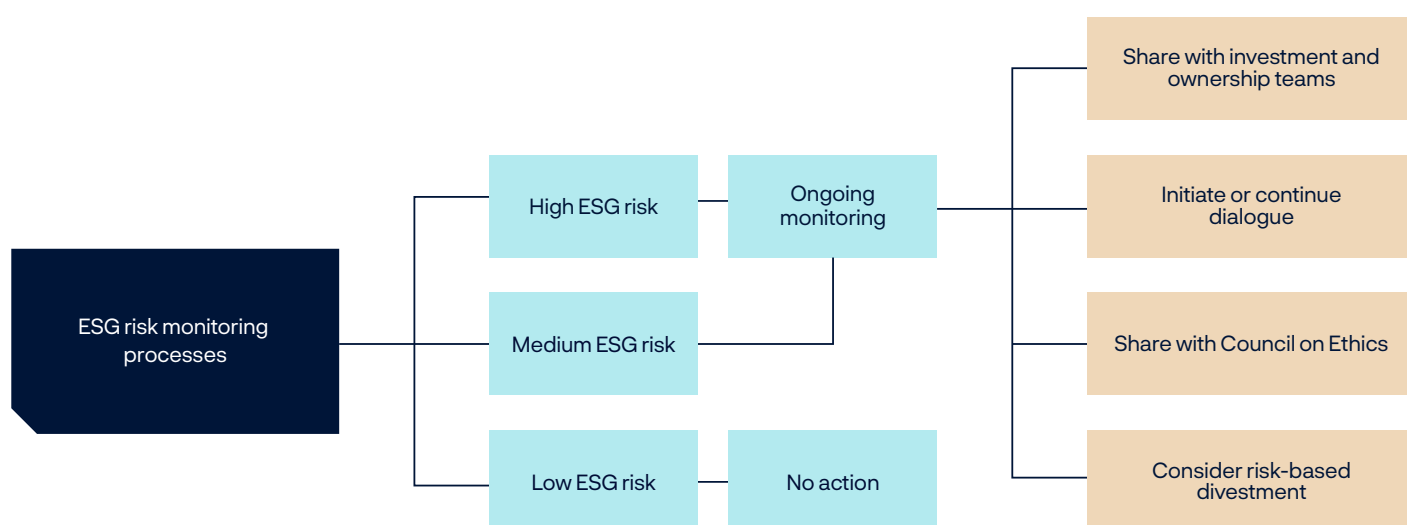 ESG risk monitoring
processes
High ESG risk
Medium ESG risk
Low ESG risk
Ongoing
monitoring
No action
Share with investment and
ownership teams
Initiate or continue
dialogue
Share with Council on Ethics
Consider risk-based
divestment